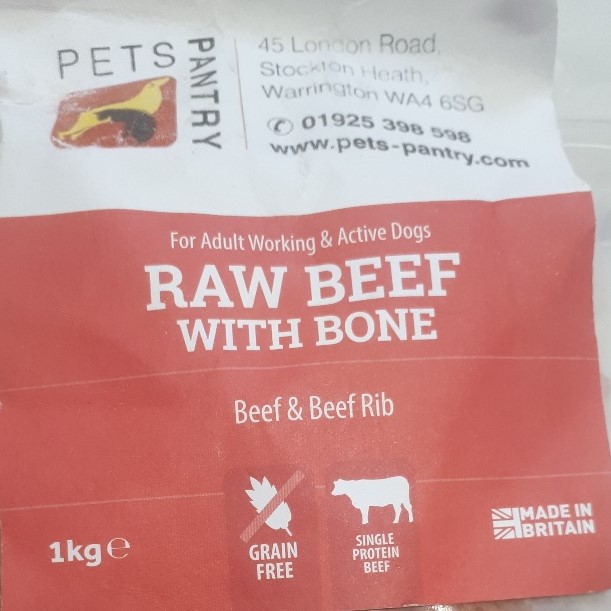 PETS
PANTRY
45 London Road,
Stockton Heath,
Warrington WA4 6SG
✆ 01925 398 598
www.pets-pantry.com
For Adult Working & Active Dogs
RAW BEEF
WITH BONE
Beef & Beef Rib
1kg ℮
GRAIN
FREE
SINGLE
PROTEIN
BEEF
MADE IN
BRITAIN